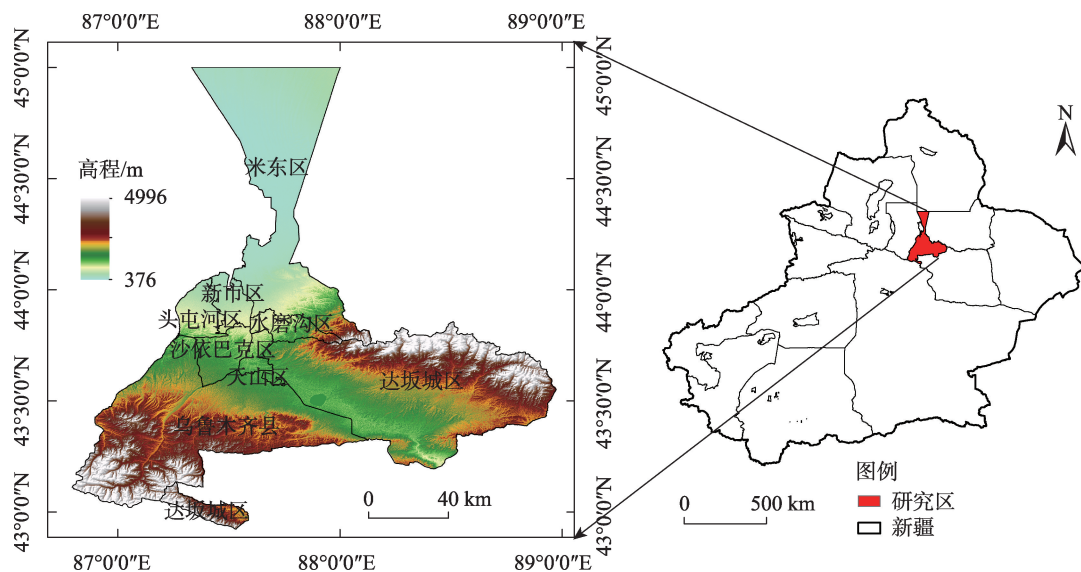 87°0′0″E
88°0′0″E
89°0′0″E
45°0′0″N
44°30′0″N
44°0′0″N
43°30′0″N
43°0′0″N
高程/m
4996
376
米东区
新市区
头屯河区
水磨沟区
沙依巴克区
天山区
达坂城区
乌鲁木齐县
达坂城区
0
40 km
87°0′0″E
88°0′0″E
89°0′0″E
45°0′0″N
44°30′0″N
44°0′0″N
43°30′0″N
43°0′0″N
N
图例
研究区
新疆
0
500 km